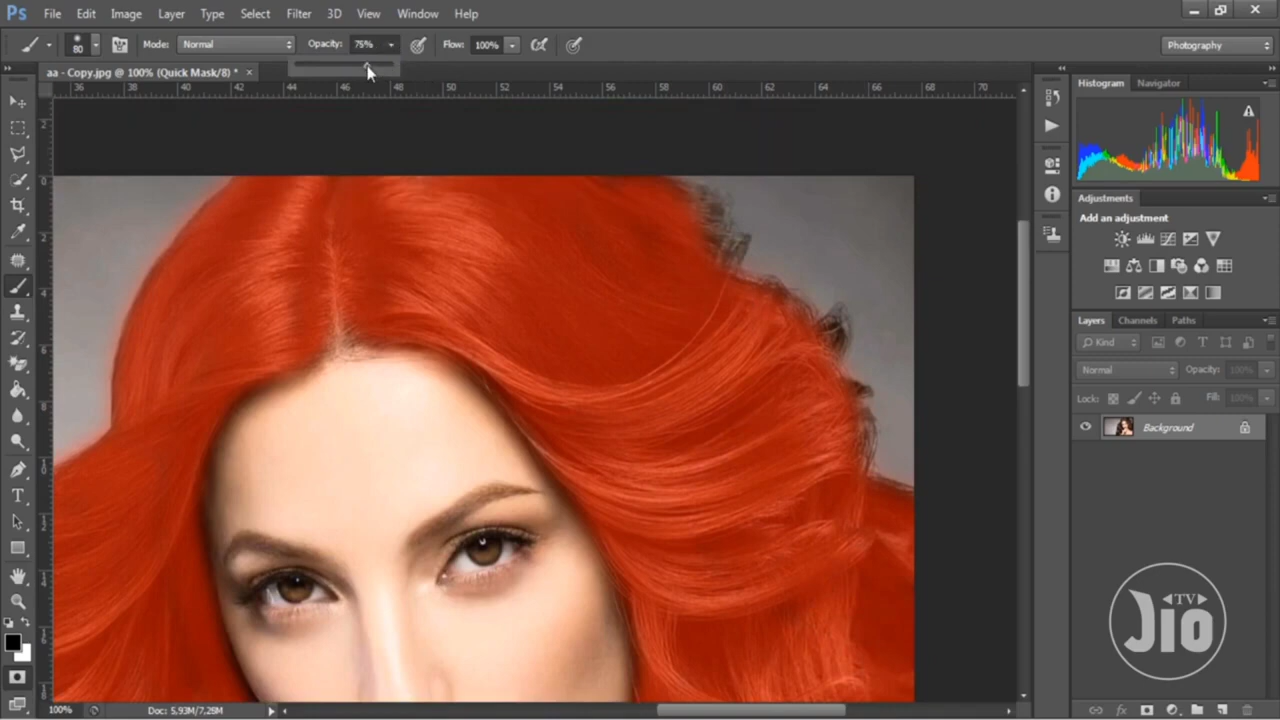 Ps File Edit Image Layer Type Select Filter 3D View Window Help
80 Mode: Normal Opacity: 75% Flow: 100% Photography
aa - Copy.jpg @ 100% (Quick Mask/8) * ×
36 38 40 42 44 46 48 50 52 54 56 58 60 62 64 66 68 70
Histogram Navigator
Adjustments
Add an adjustment
Layers Channels Paths
Kind
Normal Opacity: 100%
Lock: Fill: 100%
Background
TV
Jio
100% Doc: 5,93M/7,28M